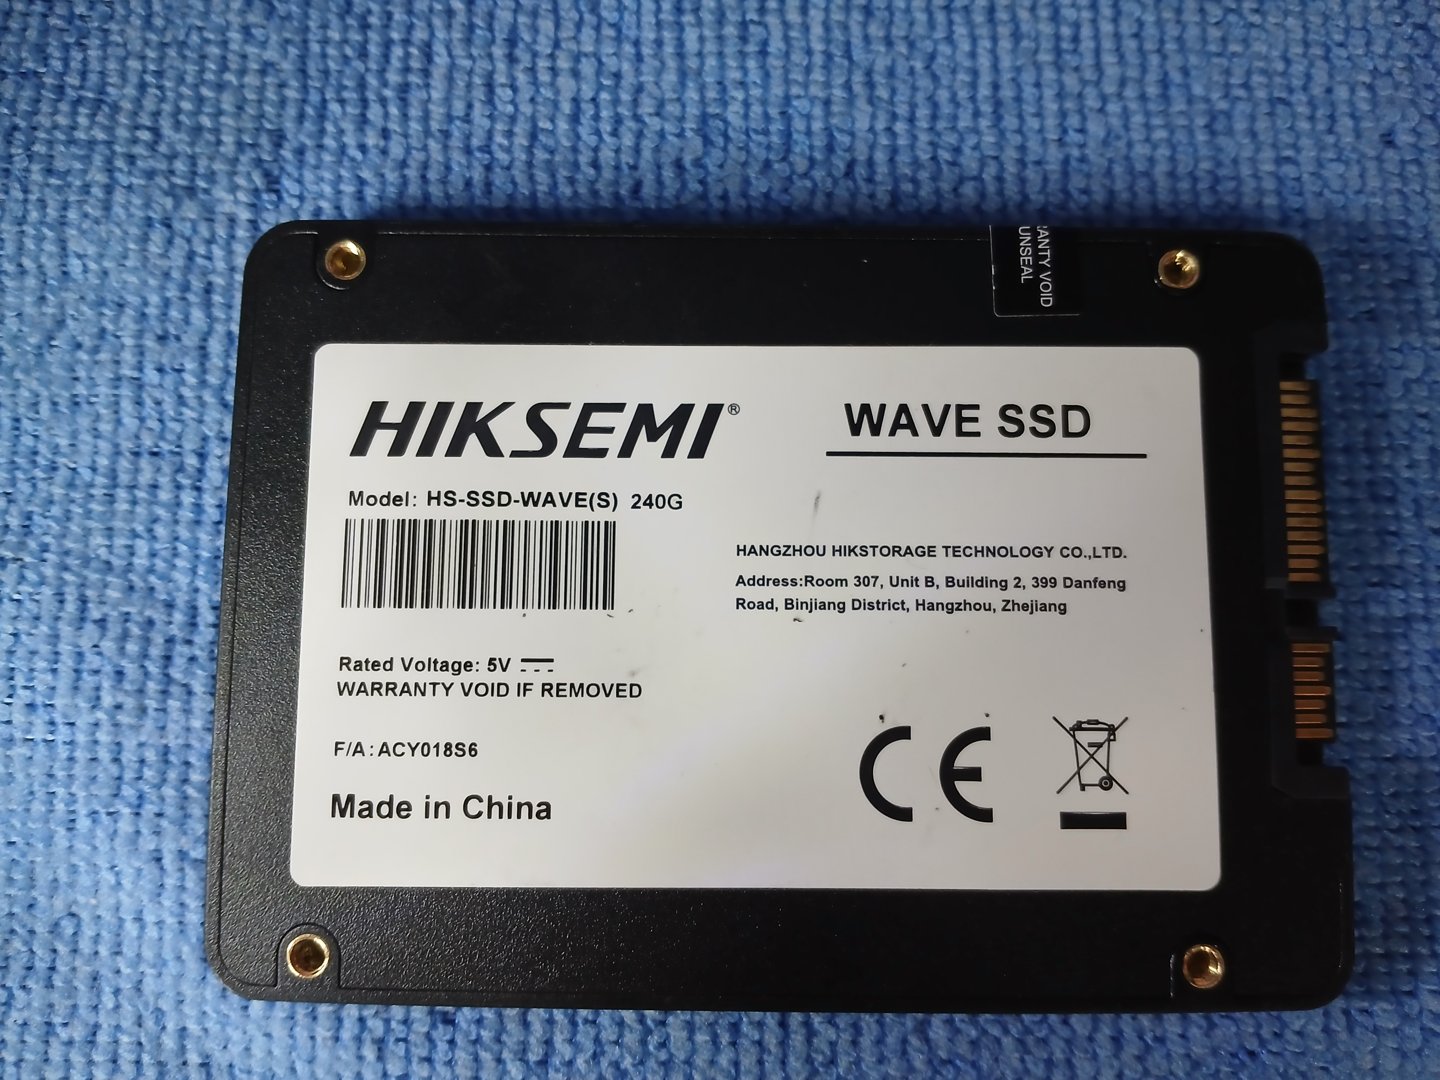 ANTY VOID
UNSEAL
HIKSEMI®
WAVE SSD
Model: HS-SSD-WAVE(S) 240G
HANGZHOU HIKSTORAGE TECHNOLOGY CO.,LTD.
Address:Room 307, Unit B, Building 2, 399 Danfeng
Road, Binjiang District, Hangzhou, Zhejiang
Rated Voltage: 5V
WARRANTY VOID IF REMOVED
F/A: ACY018S6
Made in China
CE